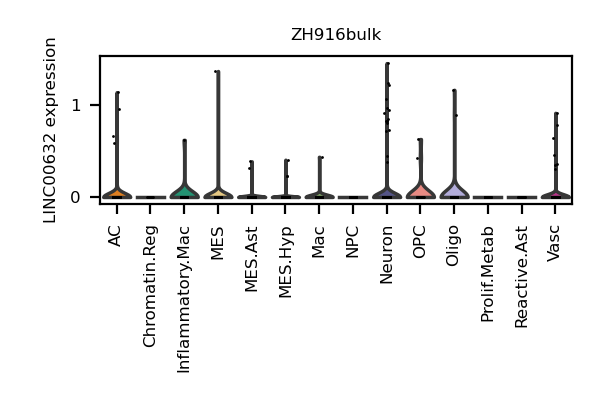 ZH916bulk
LINC00632 expression
1
0
AC
Chromatin.Reg
Inflammatory.Mac
MES
MES.Ast
MES.Hyp
Mac
NPC
Neuron
OPC
Oligo
Prolif.Metab
Reactive.Ast
Vasc